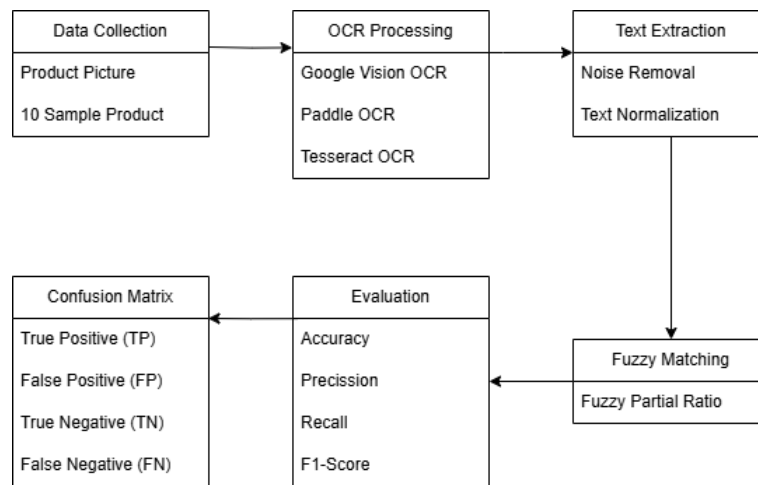 Data Collection
Product Picture
10 Sample Product
OCR Processing
Google Vision OCR
Paddle OCR
Tesseract OCR
Text Extraction
Noise Removal
Text Normalization
Fuzzy Matching
Fuzzy Partial Ratio
Evaluation
Accuracy
Precission
Recall
F1-Score
Confusion Matrix
True Positive (TP)
False Positive (FP)
True Negative (TN)
False Negative (FN)